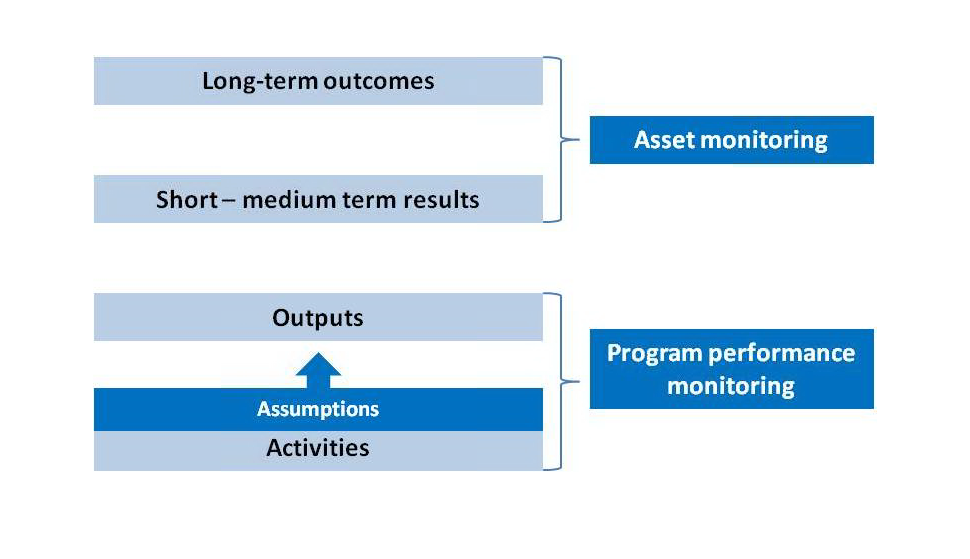 Long-term outcomes
Asset monitoring
Short – medium term results
Outputs
Program performance
monitoring
Assumptions
Activities